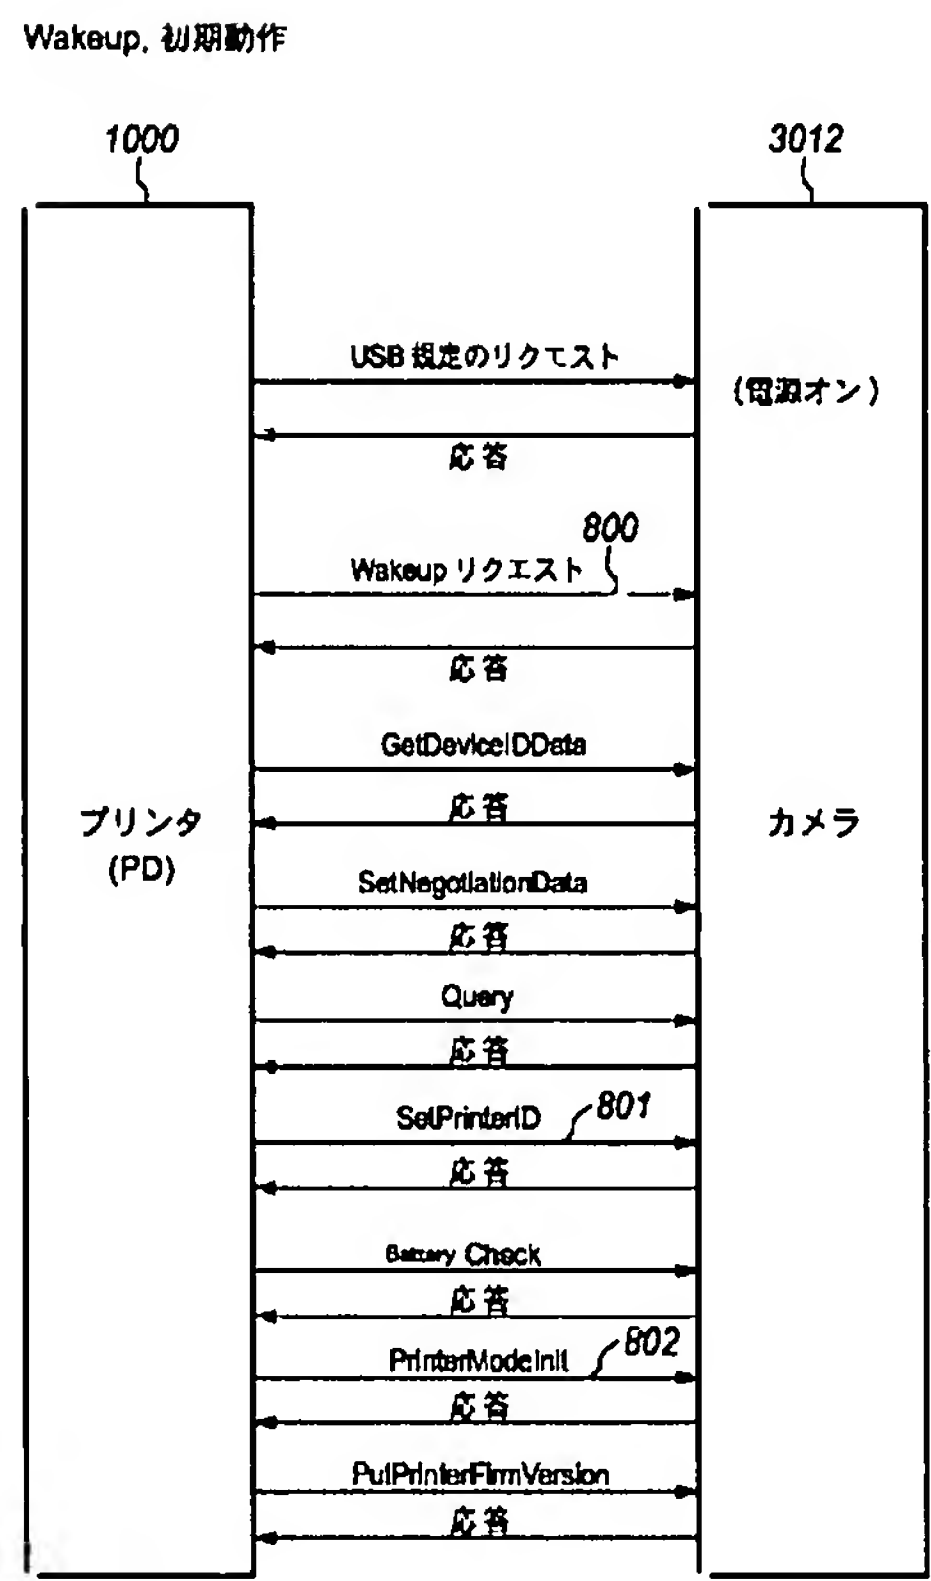 Wakeup, 初期動作
1000
3012
USB 規定のリクエスト
(電源オン)
応答
800
Wakeup リクエスト
応答
GetDeviceIDData
応答
プリンタ
(PD)
カメラ
SetNegotiationData
応答
Query
応答
SetPrinterID
801
応答
Battery Check
応答
PrinterModeInit
802
応答
PutPrinterFirmVersion
応答